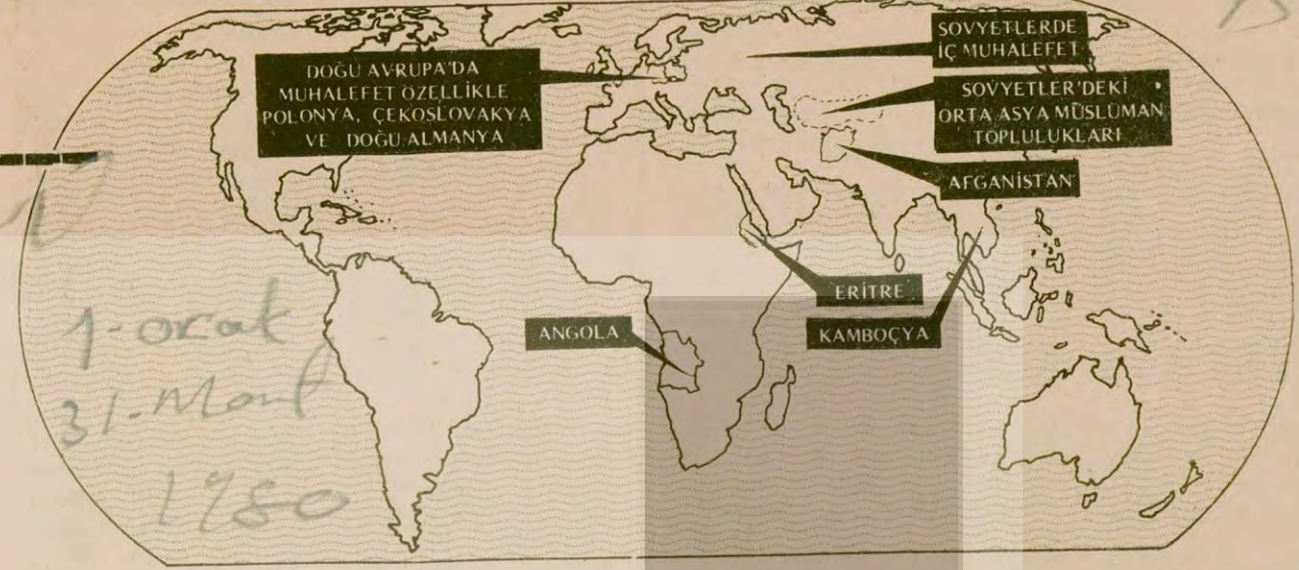 SOVYETLERDE
İÇ MUHALEFET
DOĞU AVRUPA'DA
MUHALEFET ÖZELLİKLE
POLONYA, ÇEKOSLOVAKYA
VE DOĞU ALMANYA
SOVYETLER'DEKİ
ORTA ASYA MÜSLÜMAN
TOPLULUKLARI
AFGANİSTAN
ERİTRE
ANGOLA
KAMBOÇYA
1-ocak
31-Mart
1980